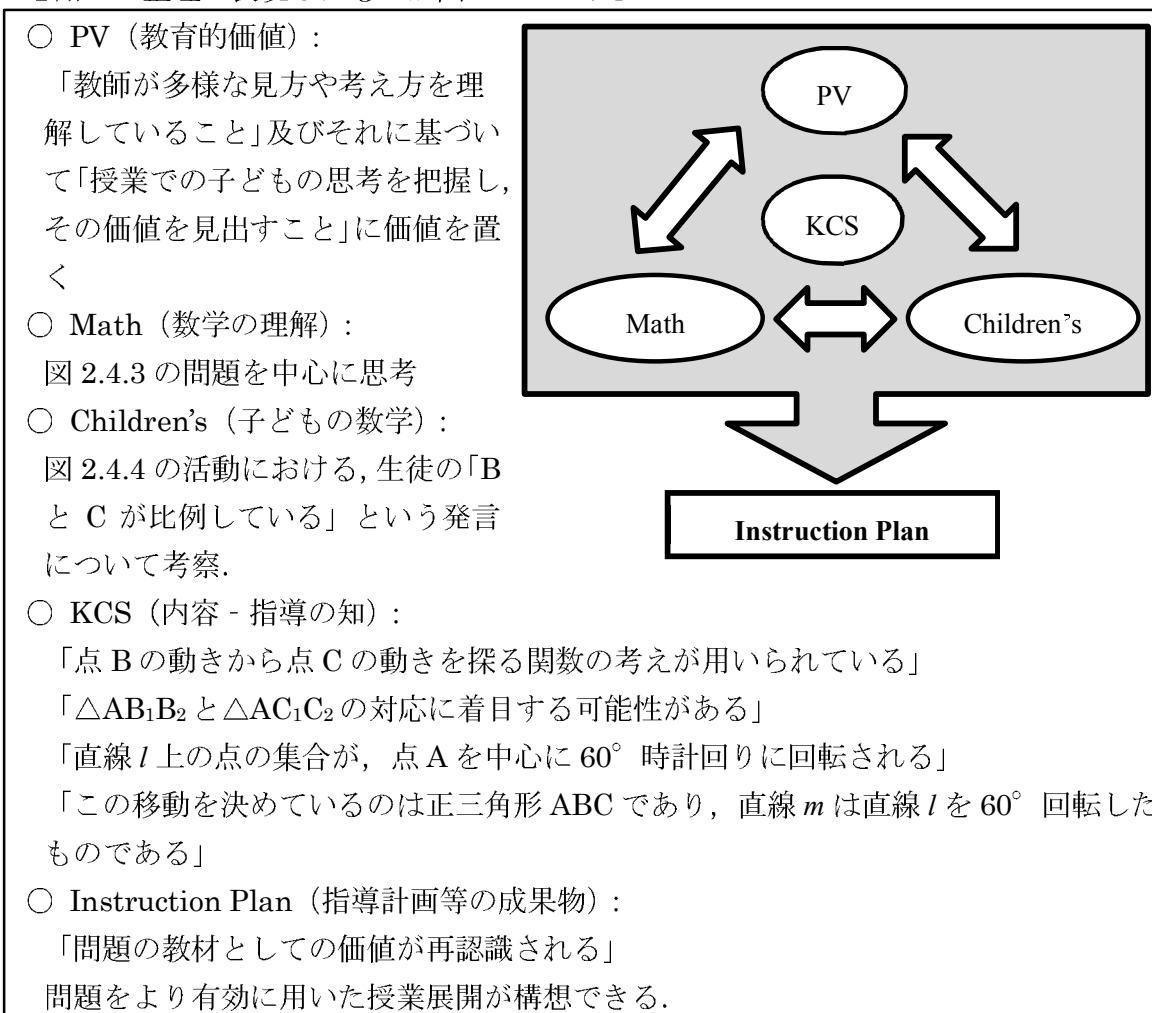 ○ PV（教育的価値）:
「教師が多様な見方や考え方を理
解していること」及びそれに基づい
て「授業での子どもの思考を把握し，
その価値を見出すこと」に価値を置
く
○ Math（数学の理解）:
図 2.4.3 の問題を中心に思考
○ Children’s（子どもの数学）:
図 2.4.4 の活動における, 生徒の「B
と C が比例している」という発言
について考察.
PV
KCS
Math
Children’s
Instruction Plan
○ KCS（内容‐指導の知）:
「点 B の動きから点 C の動きを探る関数の考えが用いられている」
「△AB₁B₂ と△AC₁C₂ の対応に着目する可能性がある」
「直線 l 上の点の集合が，点 A を中心に 60°時計回りに回転される」
「この移動を決めているのは正三角形 ABC であり，直線 m は直線 l を 60°回転した
ものである」
○ Instruction Plan（指導計画等の成果物）:
「問題の教材としての価値が再認識される」
問題をより有効に用いた授業展開が構想できる.